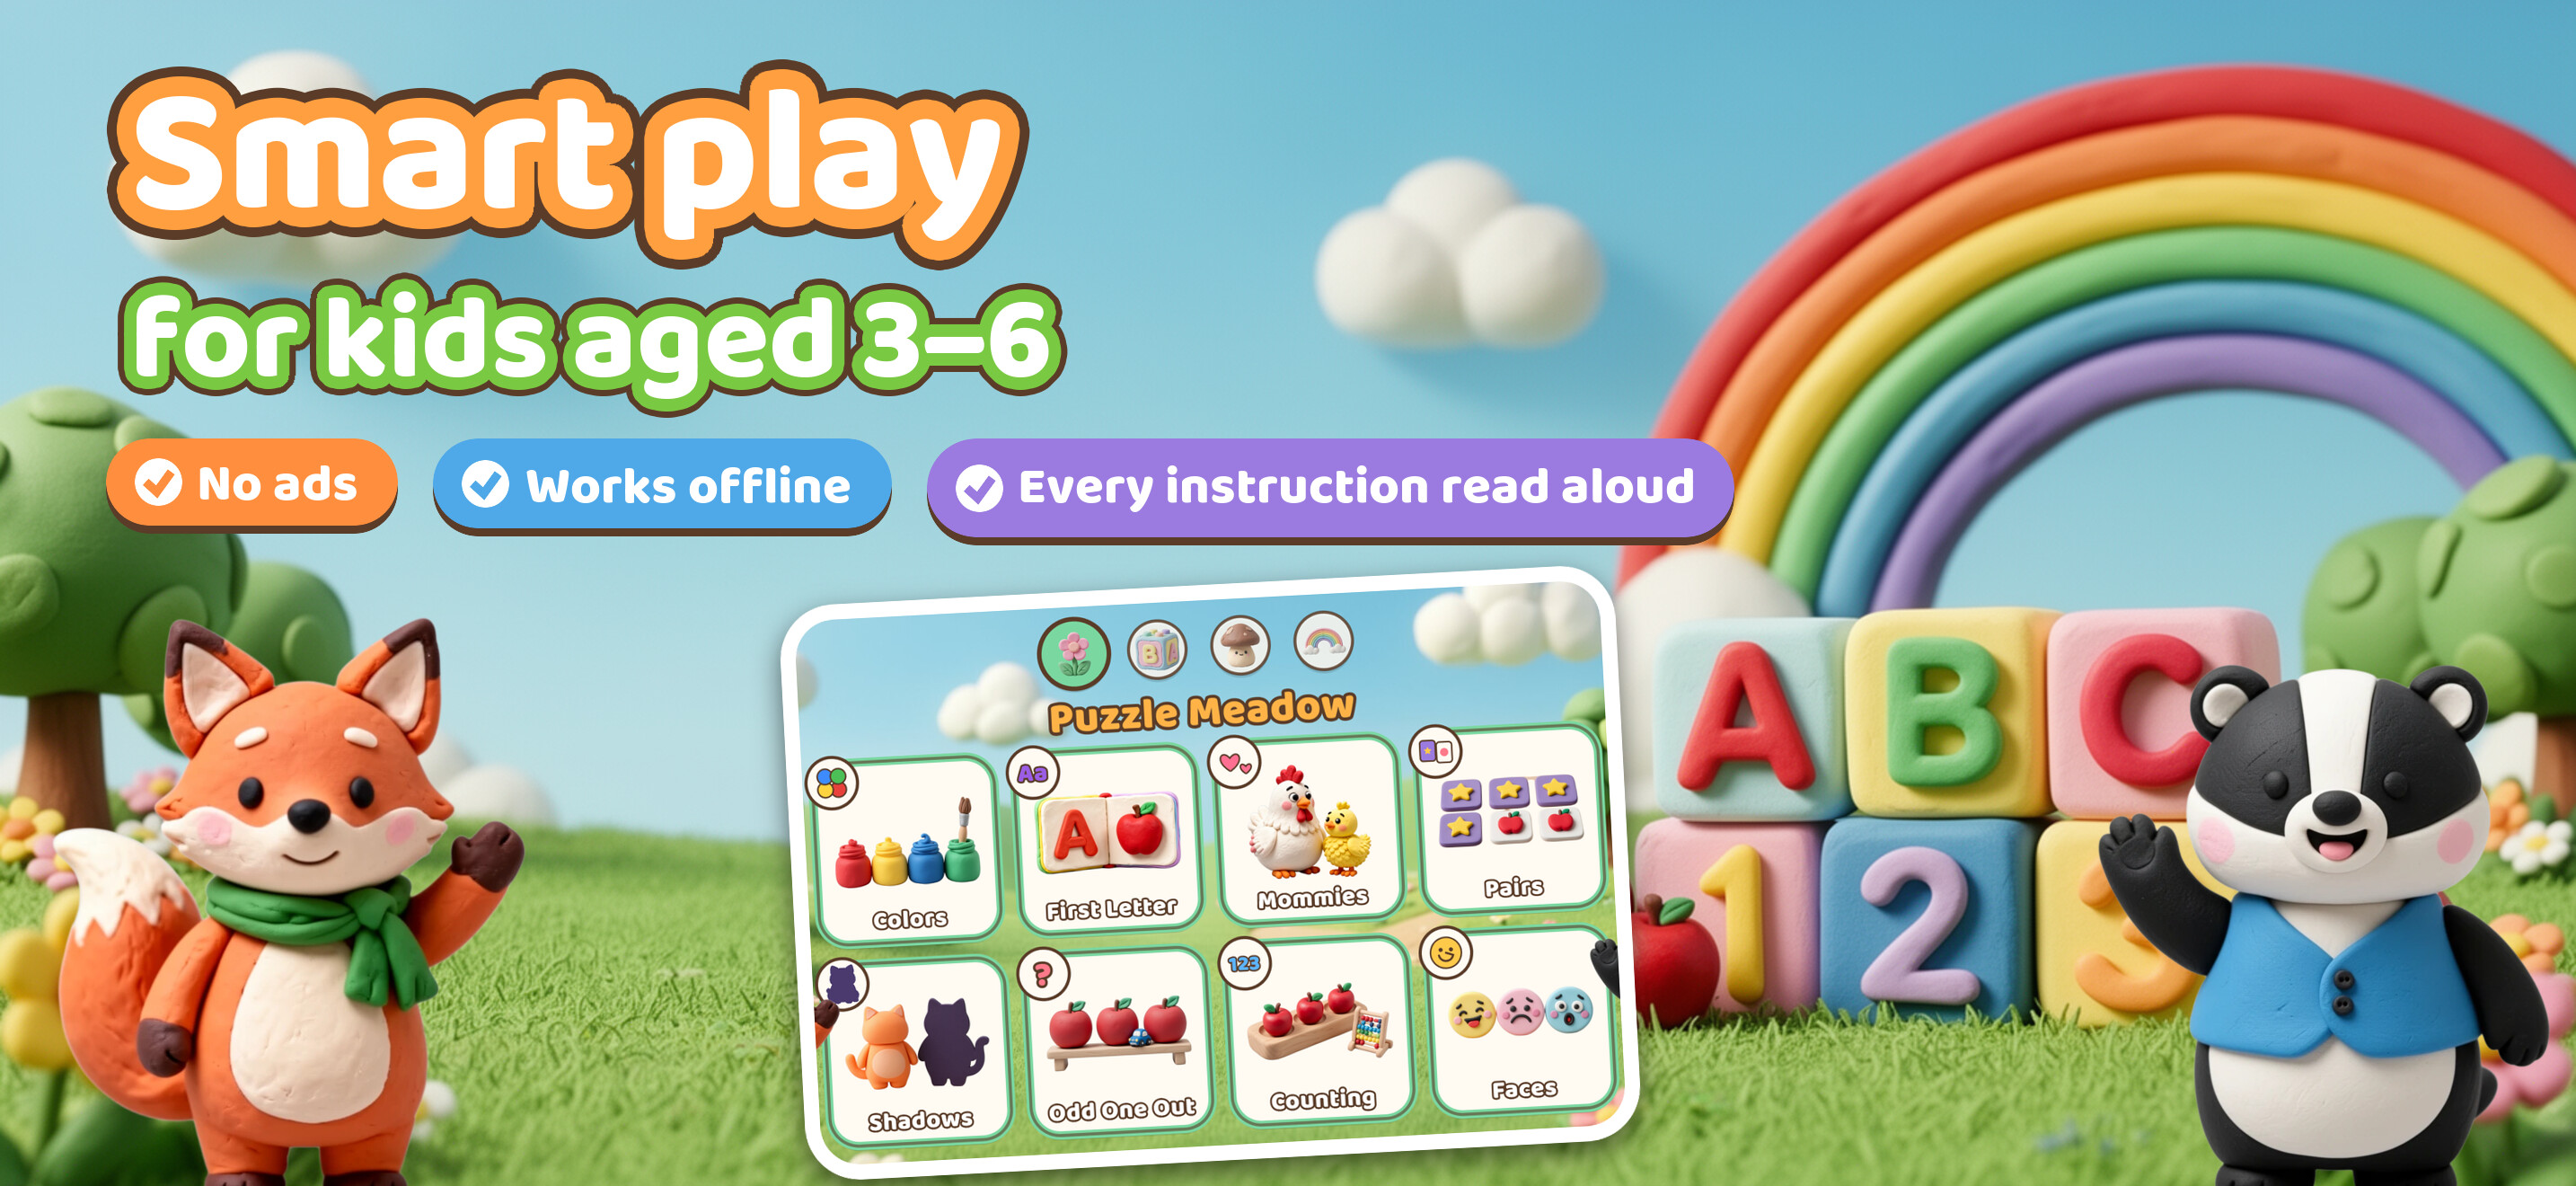 Smart play
for kids aged 3–6
No ads
Works offline
Every instruction read aloud
B A
Puzzle Meadow
Aa
A
Colors
First Letter
Mommies
Pairs
?
123
Shadows
Odd One Out
Counting
Faces
A B C
1 2 3